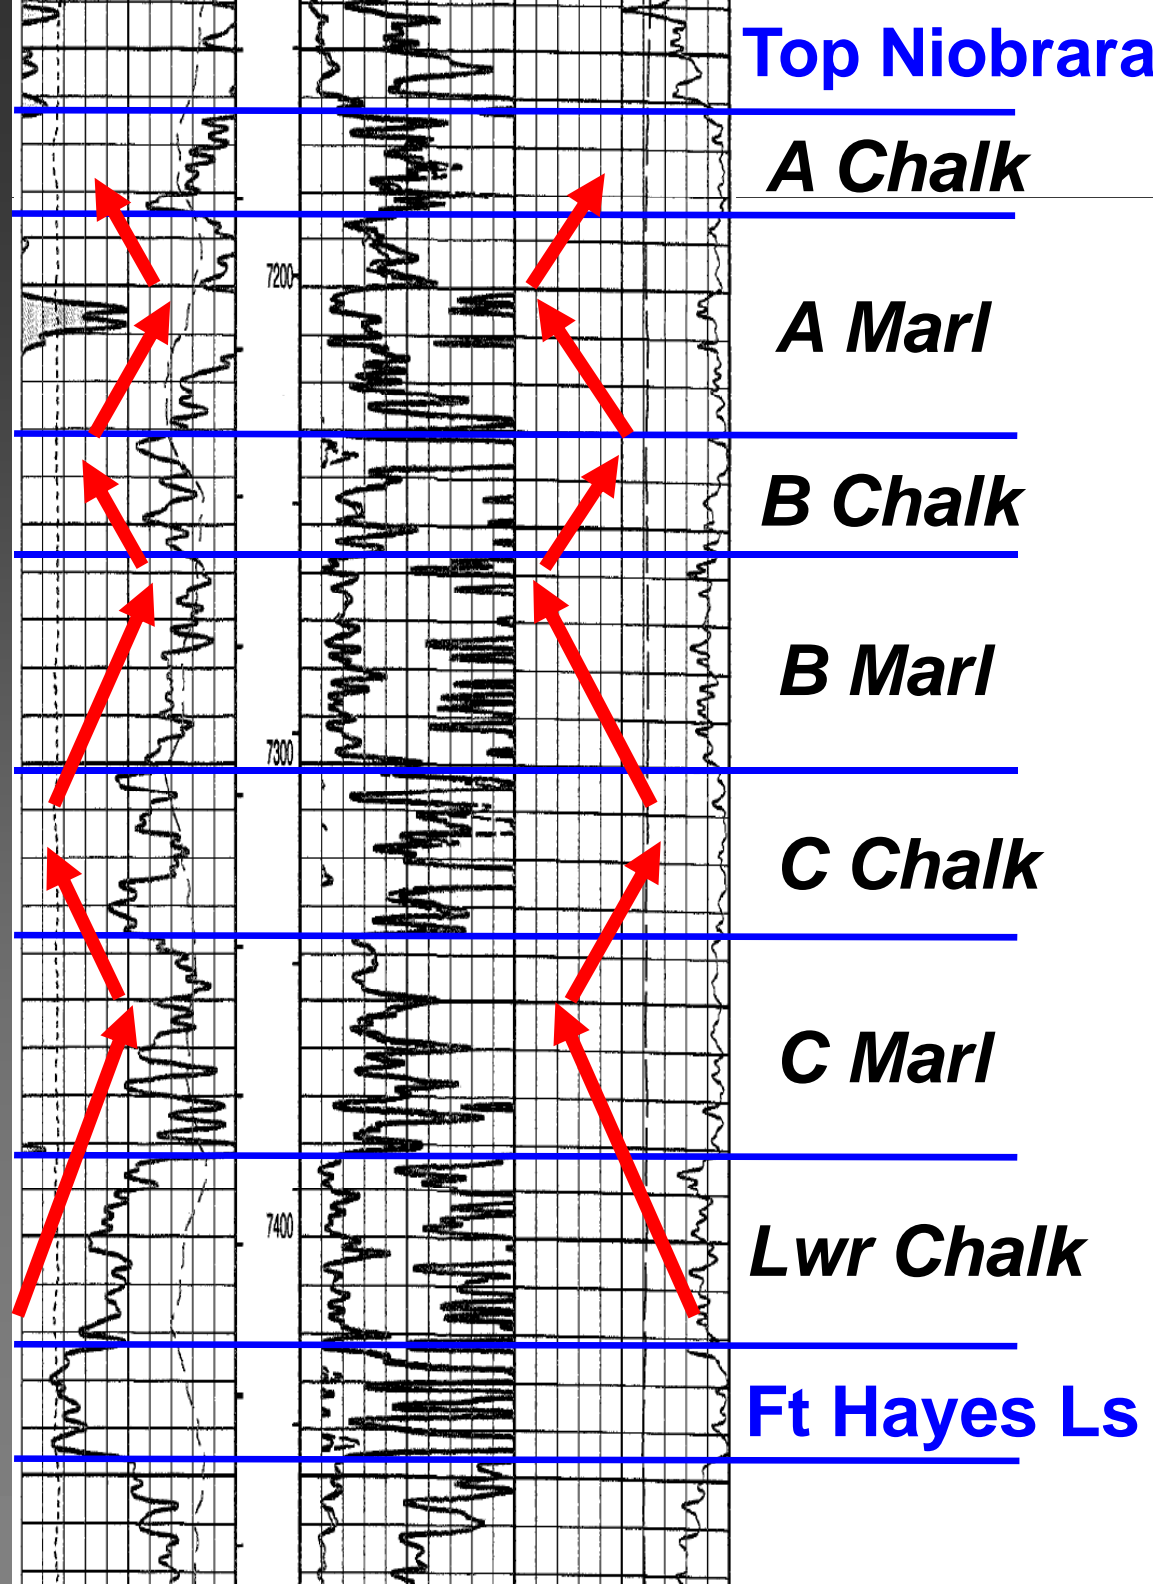 Top Niobrara
A Chalk
7200
A Marl
B Chalk
B Marl
7300
C Chalk
C Marl
7400
Lwr Chalk
Ft Hayes Ls